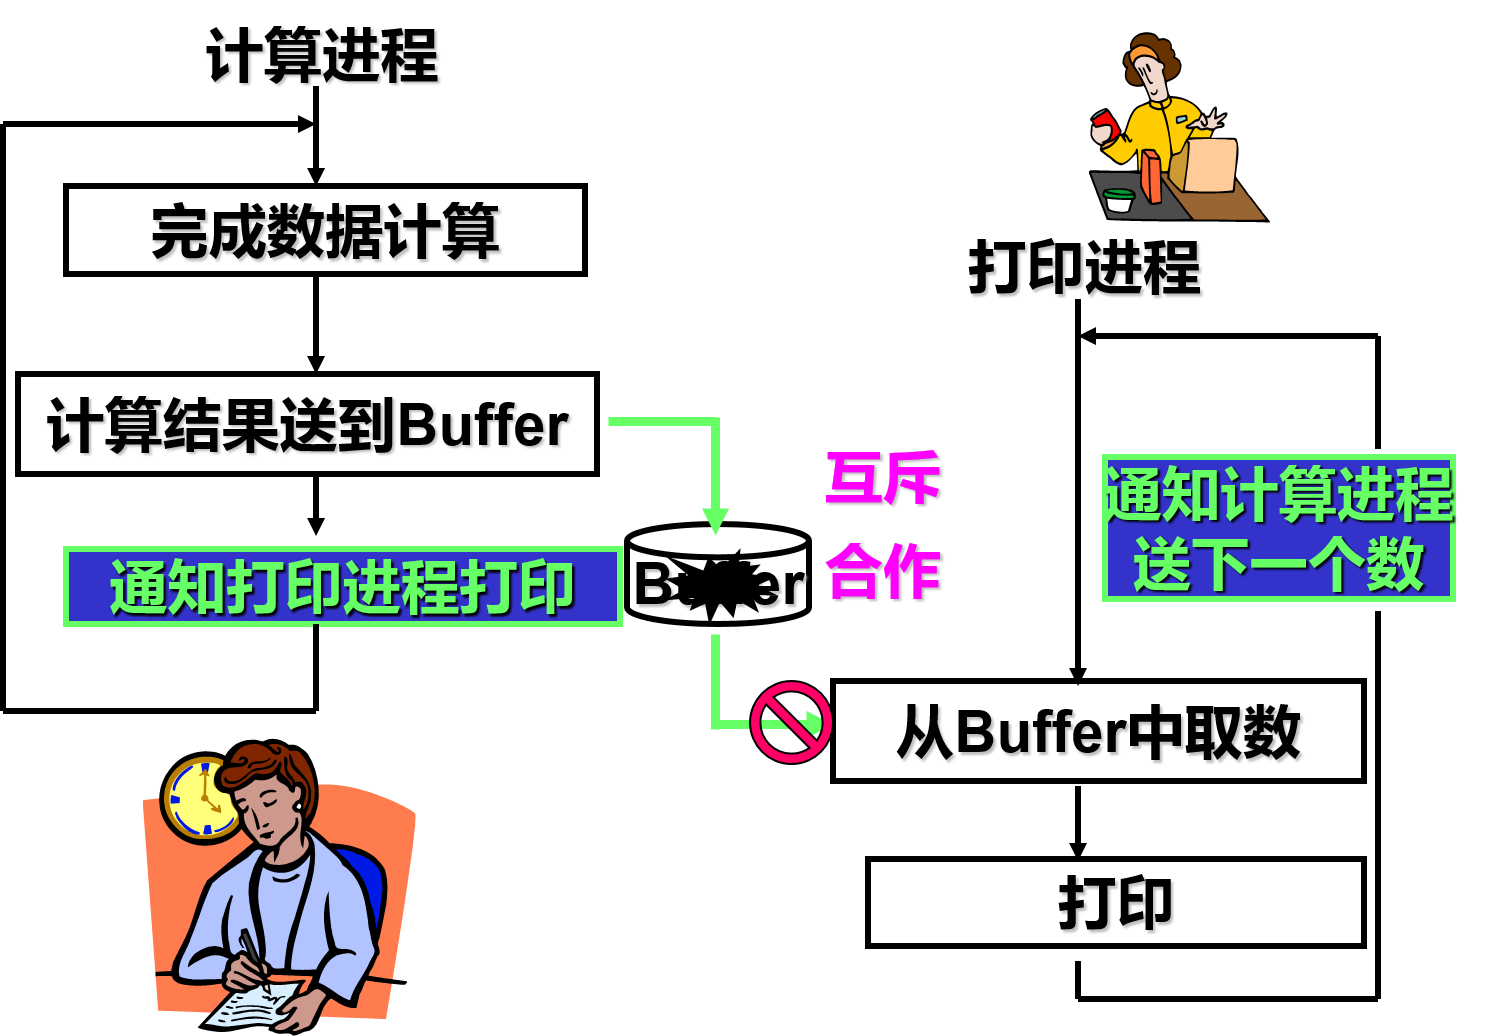 计算进程
完成数据计算
计算结果送到Buffer
通知打印进程打印
Buffer
互斥
合作
打印进程
通知计算进程
送下一个数
从Buffer中取数
打印